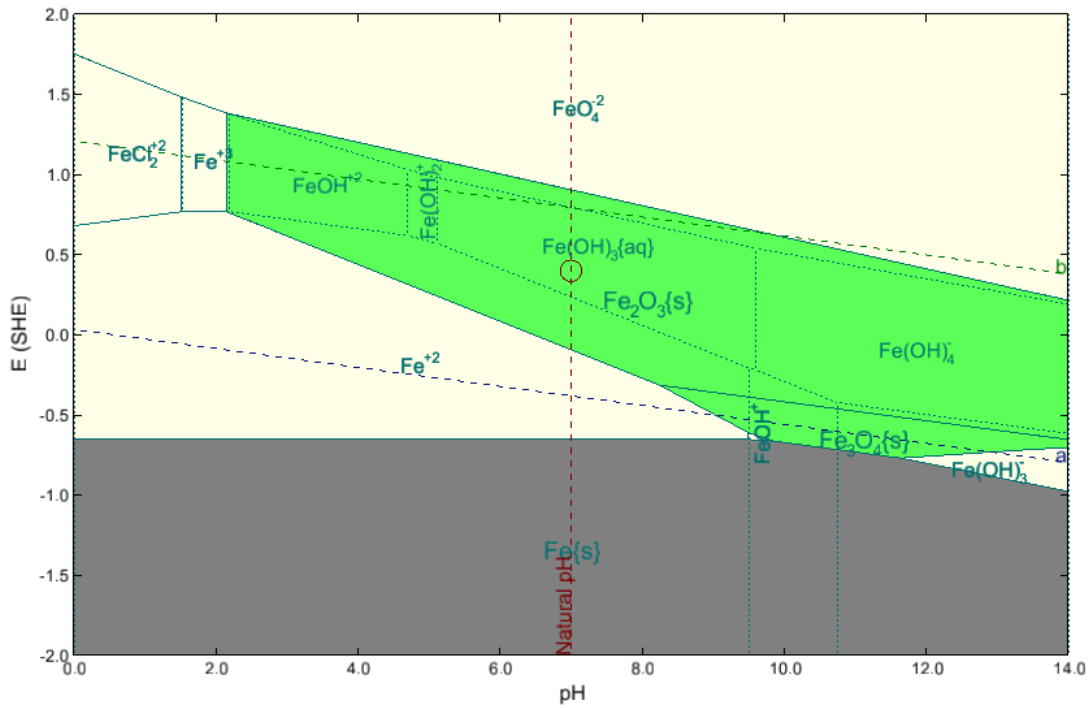 2.0
1.5
1.0
0.5
0.0
-0.5
-1.0
-1.5
-2.0
E (SHE)
FeO₄⁻²
FeCl₂⁺²
Fe⁺³
FeOH⁺²
Fe(OH)₂⁺
Fe(OH)₃{aq}
Fe₂O₃{s}
b
Fe(OH)₄⁻
Fe⁺²
FeOH⁺
Fe₃O₄{s}
a
Fe(OH)₃⁻
Fe{s}
Natural pH
0.0 2.0 4.0 6.0 8.0 10.0 12.0 14.0
pH